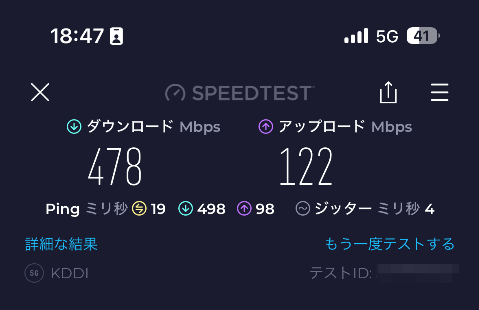 18:47 5G 41
SPEEDTEST
ダウンロード Mbps アップロード Mbps
478 122
Ping ミリ秒 19 498 98 ジッター ミリ秒 4
詳細な結果 もう一度テストする
5G KDDI テストID: